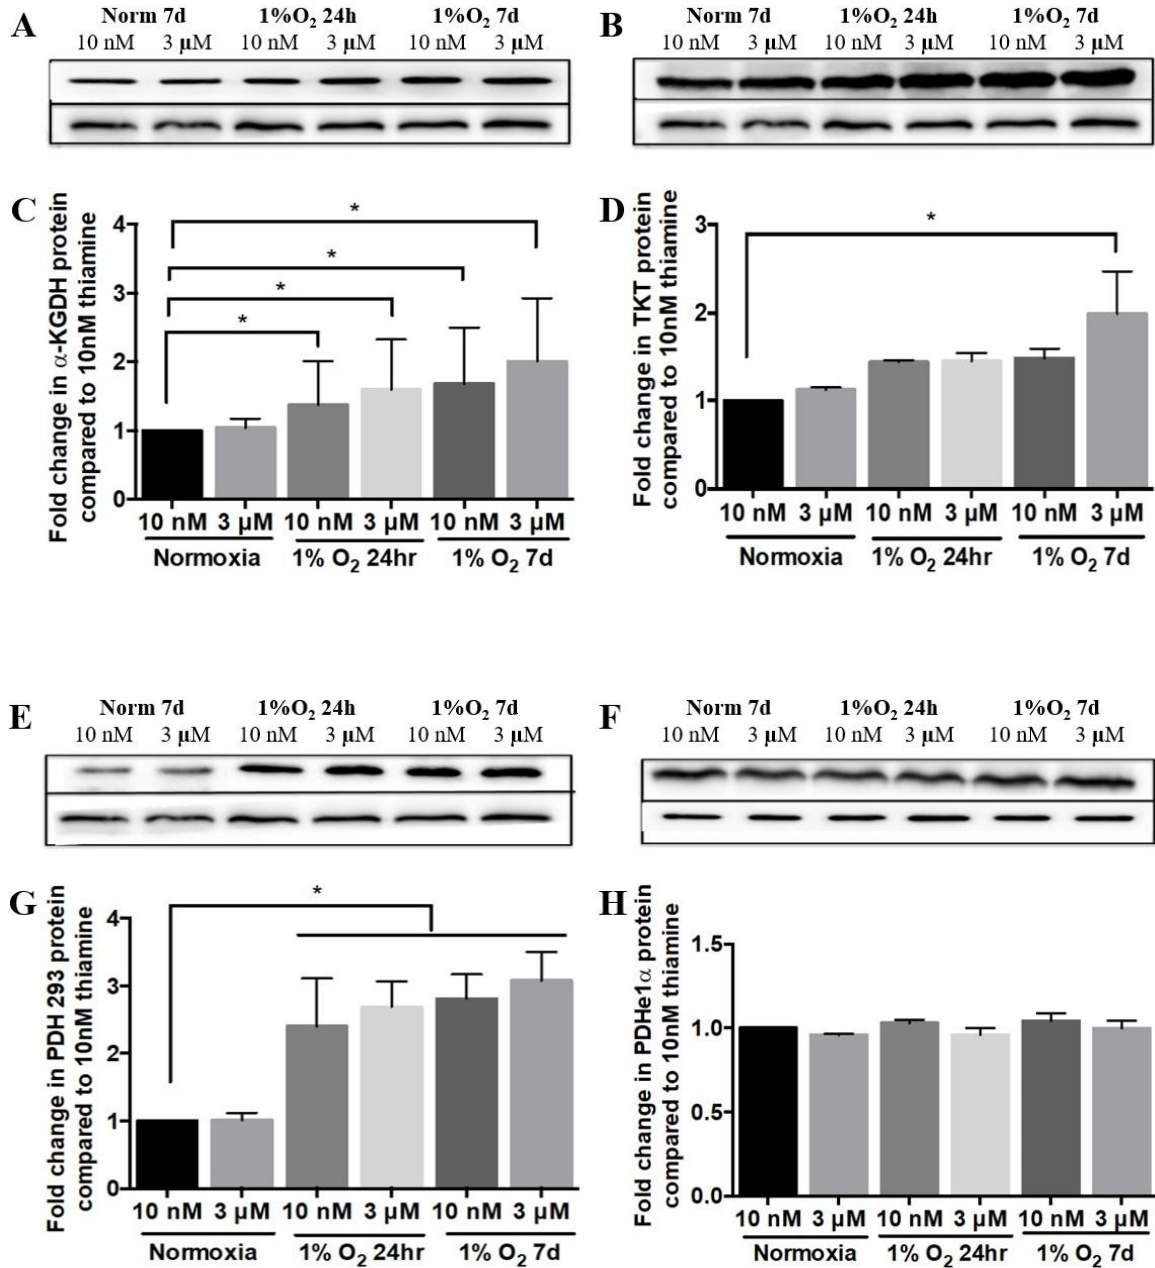 A
Norm 7d 1%O2 24h 1%O2 7d
10 nM 3 µM 10 nM 3 µM 10 nM 3 µM
B
Norm 7d 1%O2 24h 1%O2 7d
10 nM 3 µM 10 nM 3 µM 10 nM 3 µM
C
Fold change in α-KGDH protein
compared to 10nM thiamine
4
3
2
1
0
*
*
*
*
10 nM 3 µM 10 nM 3 µM 10 nM 3 µM
Normoxia 1% O2 24hr 1% O2 7d
D
Fold change in TKT protein
compared to 10nM thiamine
3
2
1
0
*
10 nM 3 µM 10 nM 3 µM 10 nM 3 µM
Normoxia 1% O2 24hr 1% O2 7d
E
Norm 7d 1%O2 24h 1%O2 7d
10 nM 3 µM 10 nM 3 µM 10 nM 3 µM
F
Norm 7d 1%O2 24h 1%O2 7d
10 nM 3 µM 10 nM 3 µM 10 nM 3 µM
G
Fold change in PDH 293 protein
compared to 10nM thiamine
4
3
2
1
0
*
10 nM 3 µM 10 nM 3 µM 10 nM 3 µM
Normoxia 1% O2 24hr 1% O2 7d
H
Fold change in PDHe1α protein
compared to 10nM thiamine
1.5
1.0
0.5
0.0
10 nM 3 µM 10 nM 3 µM 10 nM 3 µM
Normoxia 1% O2 24hr 1% O2 7d